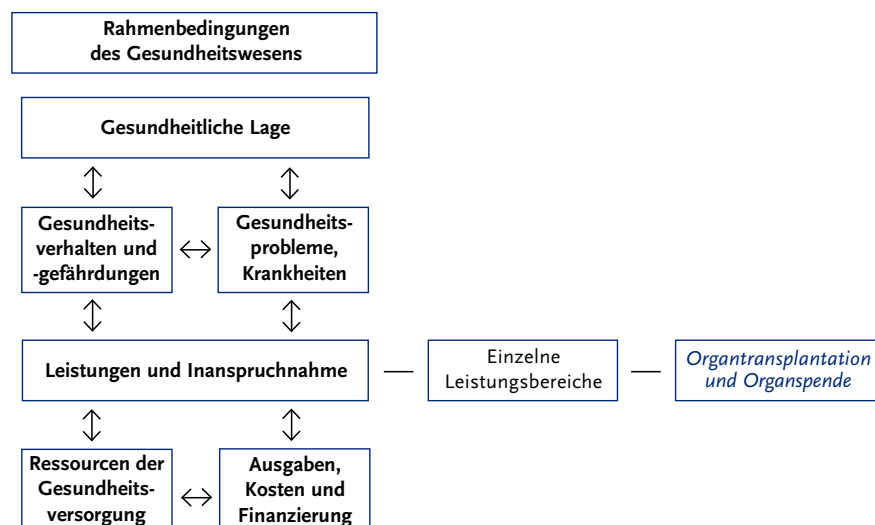 Rahmenbedingungen
des Gesundheitswesens
Gesundheitliche Lage
Gesundheits-
verhalten und
-gefährdungen
Gesundheits-
probleme,
Krankheiten
Leistungen und Inanspruchnahme
Einzelne
Leistungsbereiche
Organtransplantation
und Organspende
Ressourcen der
Gesundheits-
versorgung
Ausgaben,
Kosten und
Finanzierung